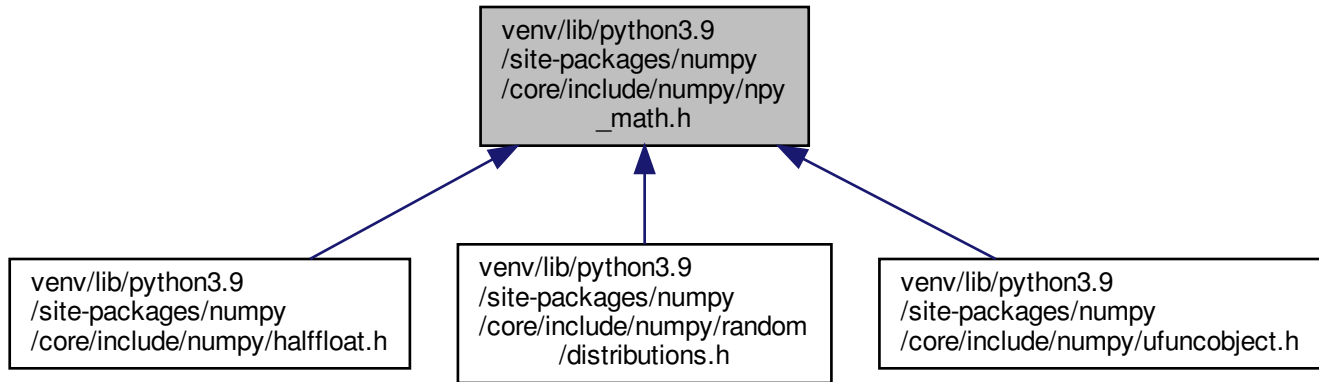 venv/lib/python3.9
/site-packages/numpy
/core/include/numpy/npy
_math.h
venv/lib/python3.9
/site-packages/numpy
/core/include/numpy/halffloat.h
venv/lib/python3.9
/site-packages/numpy
/core/include/numpy/random
/distributions.h
venv/lib/python3.9
/site-packages/numpy
/core/include/numpy/ufuncobject.h